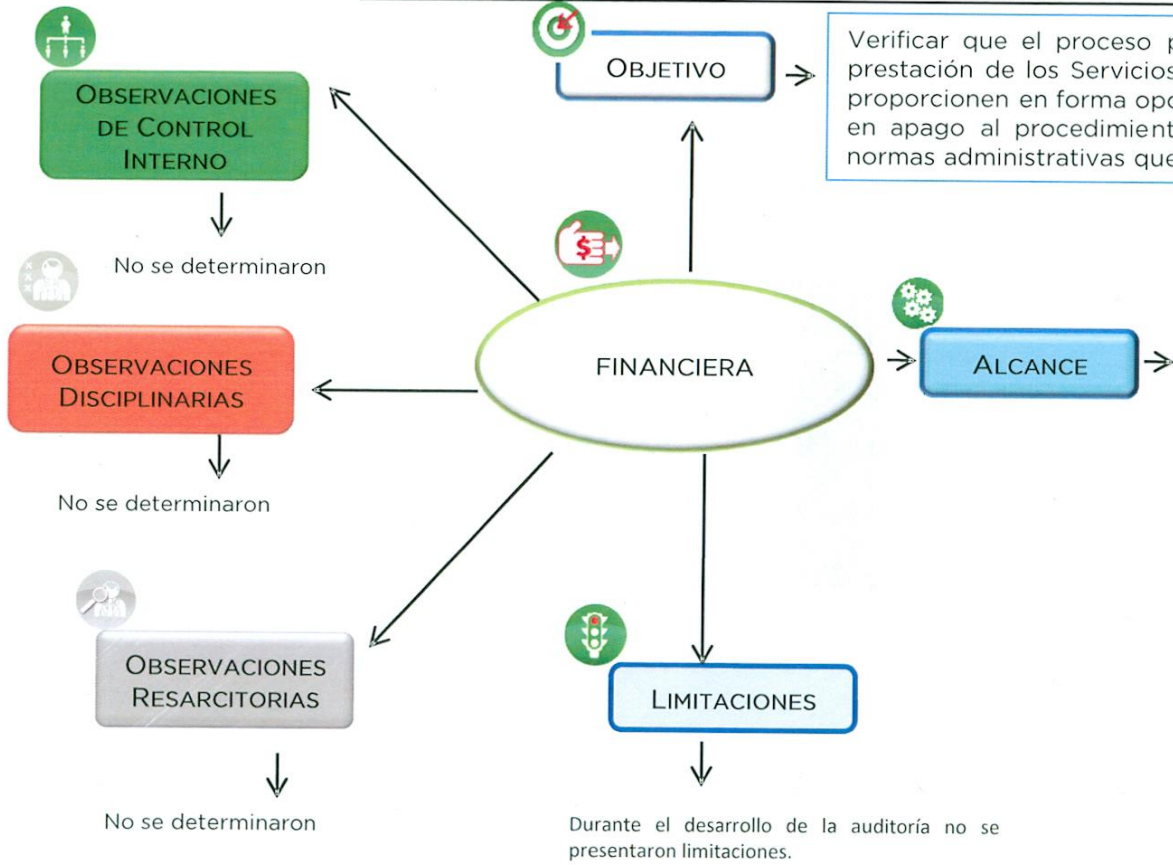 OBSERVACIONES
DE CONTROL
INTERNO
No se determinaron
OBJETIVO
Verificar que el proceso
prestación de los Servicios
proporcionen en forma
en apago al
normas administrativas que
OBSERVACIONES
DISCIPLINARIAS
No se determinaron
$
FINANCIERA
ALCANCE
OBSERVACIONES
RESARCITORIAS
No se determinaron
LIMITACIONES
Durante el desarrollo de la auditoría no se
presentaron limitaciones.